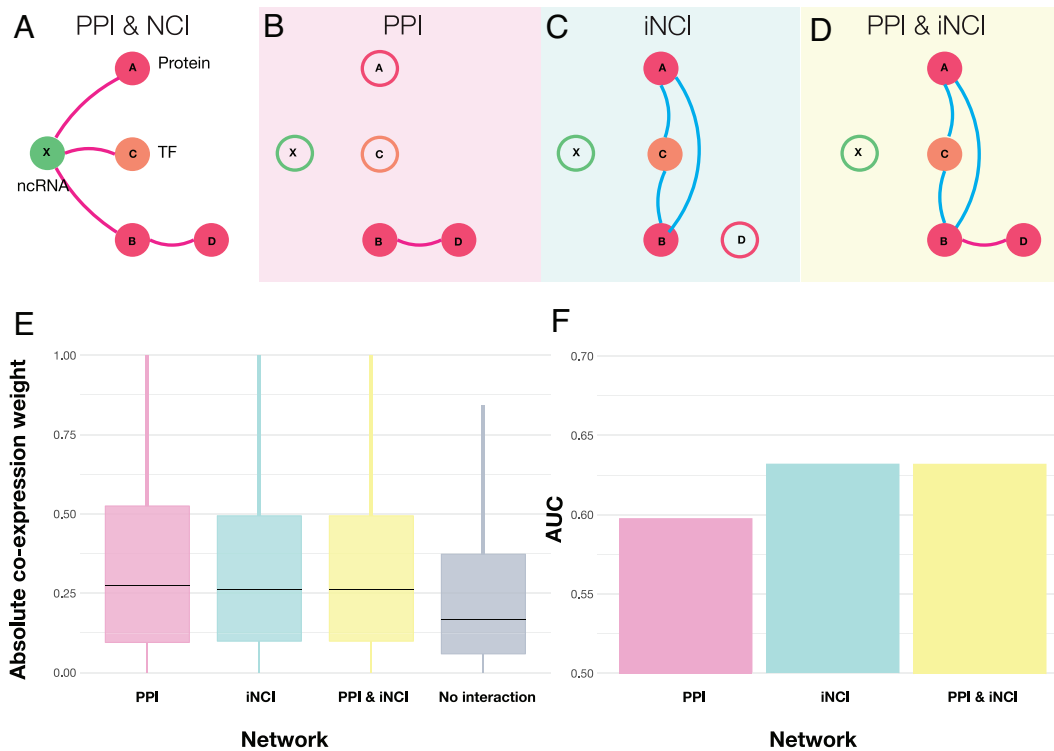 A
PPI & NCI
A
Protein
X
C
TF
ncRNA
B
D
B
PPI
A
X
C
B
D
C
iNCI
A
X
C
B
D
D
PPI & iNCI
A
X
C
B
D
E
Absolute co-expression weight
1.00
0.75
0.50
0.25
0.00
PPI
iNCI
PPI & iNCI
No interaction
Network
F
AUC
0.70
0.65
0.60
0.55
0.50
PPI
iNCI
PPI & iNCI
Network